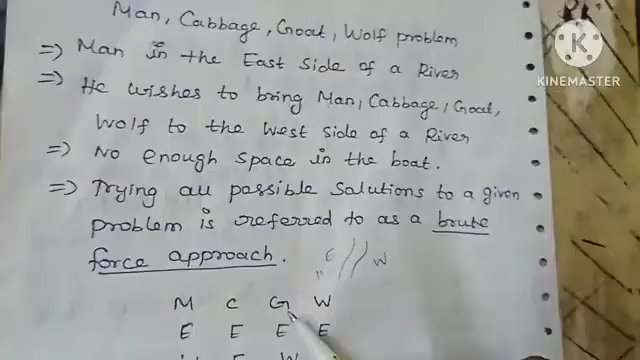 Man, Cabbage, Goat, Wolf problem
=> Man in the East side of a River
=> He wishes to bring Man, Cabbage, Goat,
Wolf to the West side of a River
=> No enough space in the boat.
=> Trying all possible solutions to a given
problem is referred to as a brute
force approach.
E W
M C G W
E E E E
E W
K
KINEMASTER